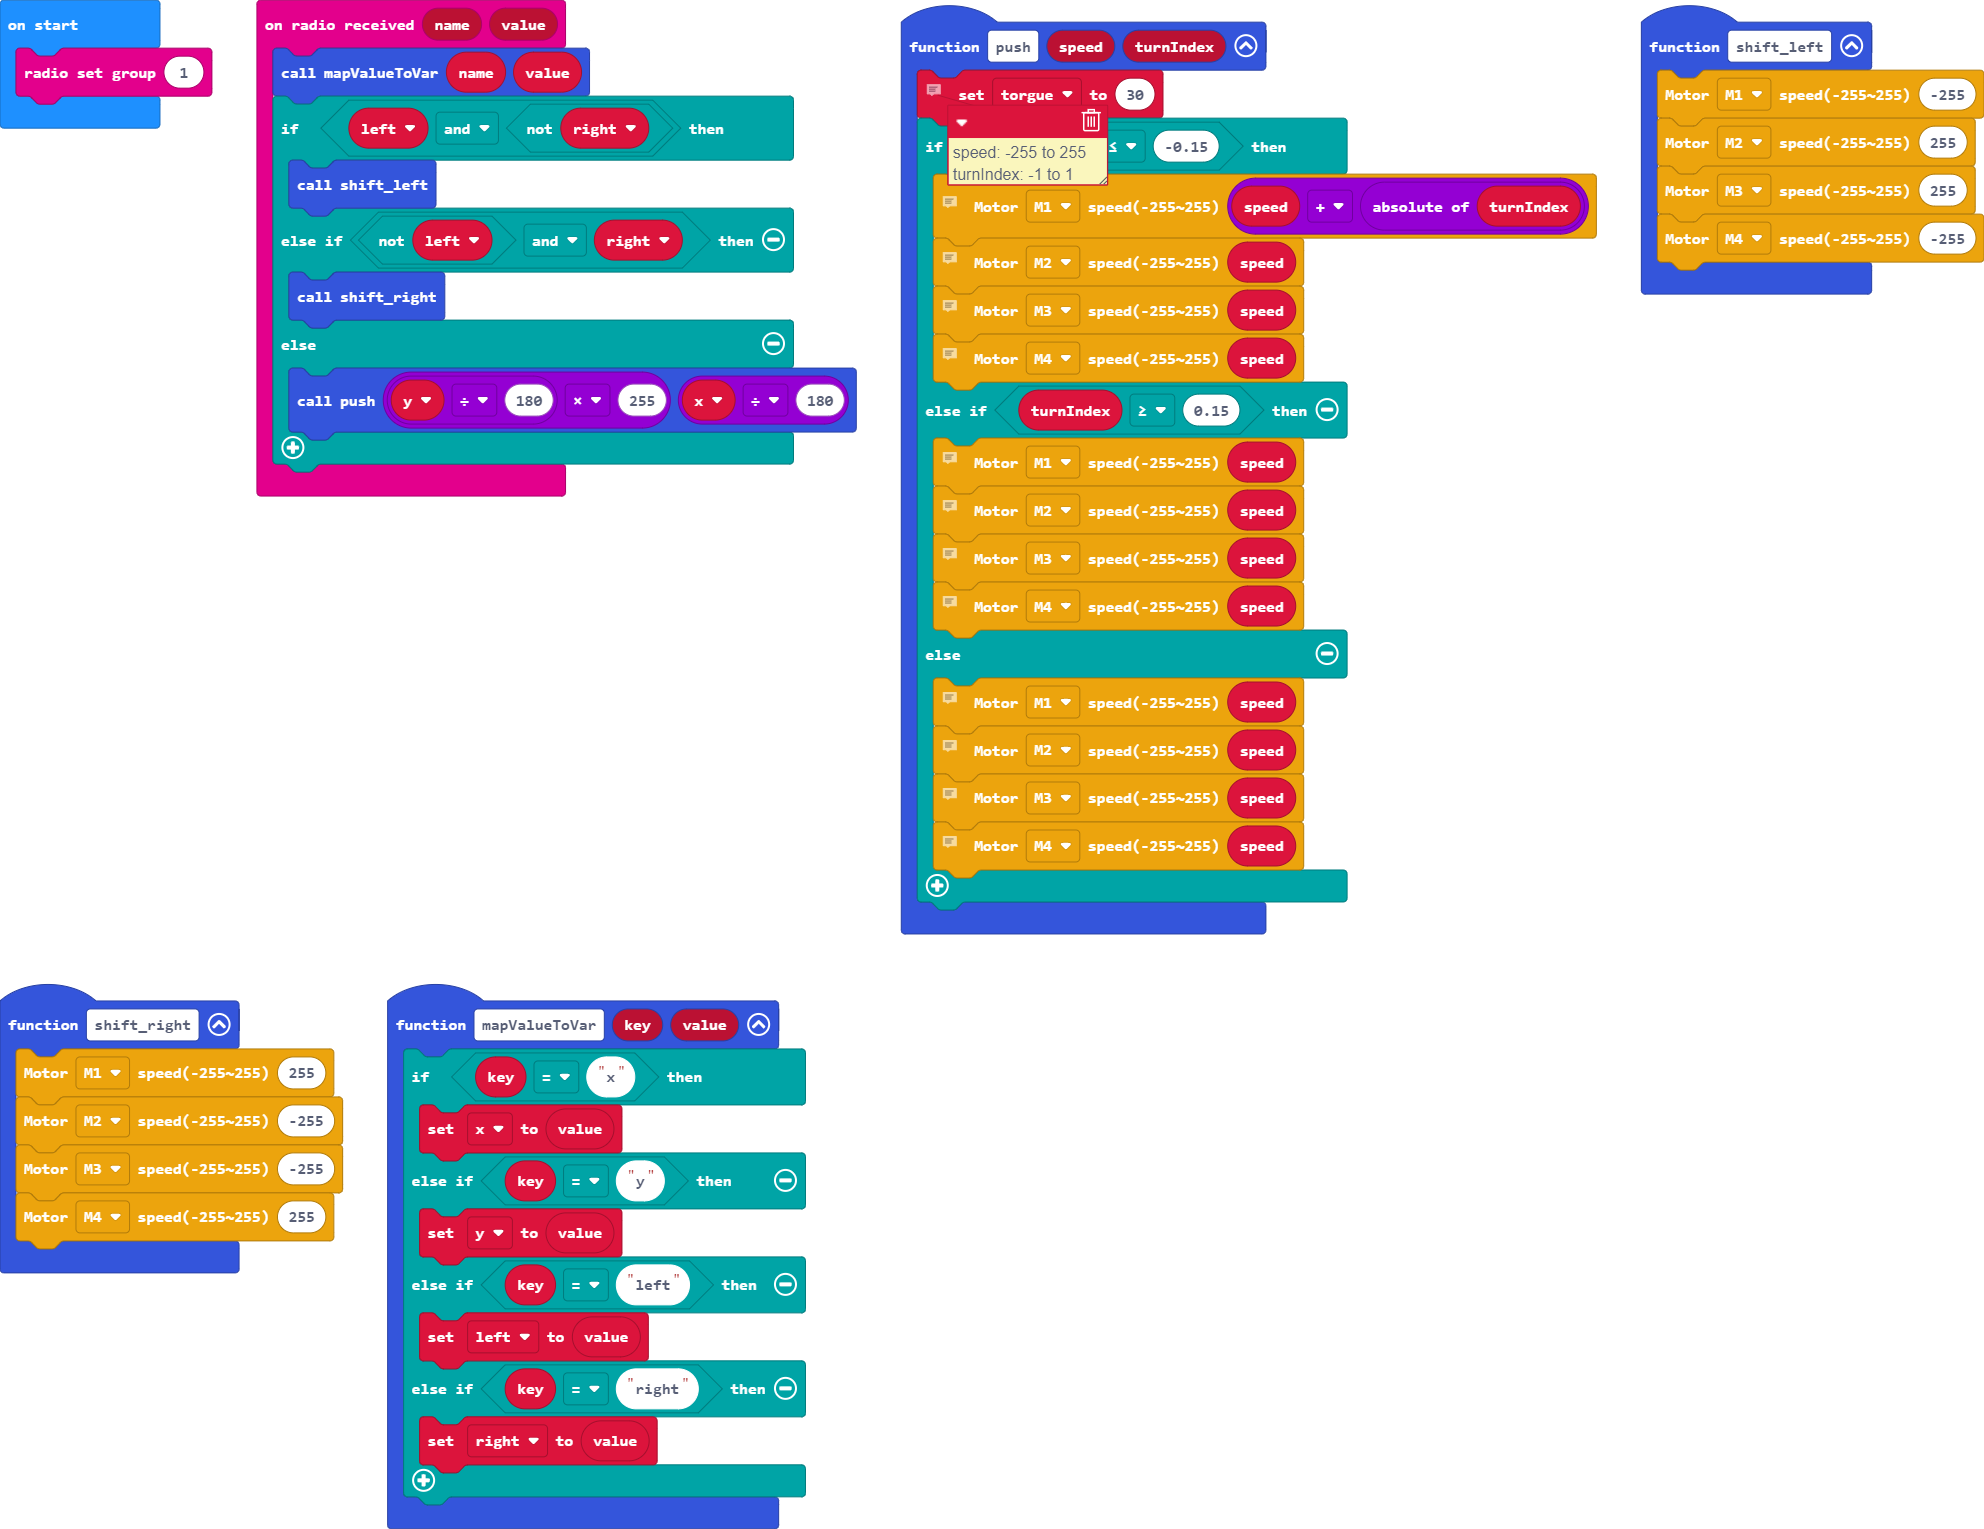 on start
radio set group 1
on radio received name value
call mapValueToVar name value
if left and not right then
call shift_left
else if not left and right then
call shift_right
else
call push y ÷ 180 × 255 x ÷ 180
function push speed turnIndex
set torgue to 30
if ≤ -0.15 then
speed: -255 to 255
turnIndex: -1 to 1
Motor M1 speed(-255~255) speed + absolute of turnIndex
Motor M2 speed(-255~255) speed
Motor M3 speed(-255~255) speed
Motor M4 speed(-255~255) speed
else if turnIndex ≥ 0.15 then
Motor M1 speed(-255~255) speed
Motor M2 speed(-255~255) speed
Motor M3 speed(-255~255) speed
Motor M4 speed(-255~255) speed
else
Motor M1 speed(-255~255) speed
Motor M2 speed(-255~255) speed
Motor M3 speed(-255~255) speed
Motor M4 speed(-255~255) speed
function shift_left
Motor M1 speed(-255~255) -255
Motor M2 speed(-255~255) 255
Motor M3 speed(-255~255) 255
Motor M4 speed(-255~255) -255
function shift_right
Motor M1 speed(-255~255) 255
Motor M2 speed(-255~255) -255
Motor M3 speed(-255~255) -255
Motor M4 speed(-255~255) 255
function mapValueToVar key value
if key = "x" then
set x to value
else if key = "y" then
set y to value
else if key = "left" then
set left to value
else if key = "right" then
set right to value